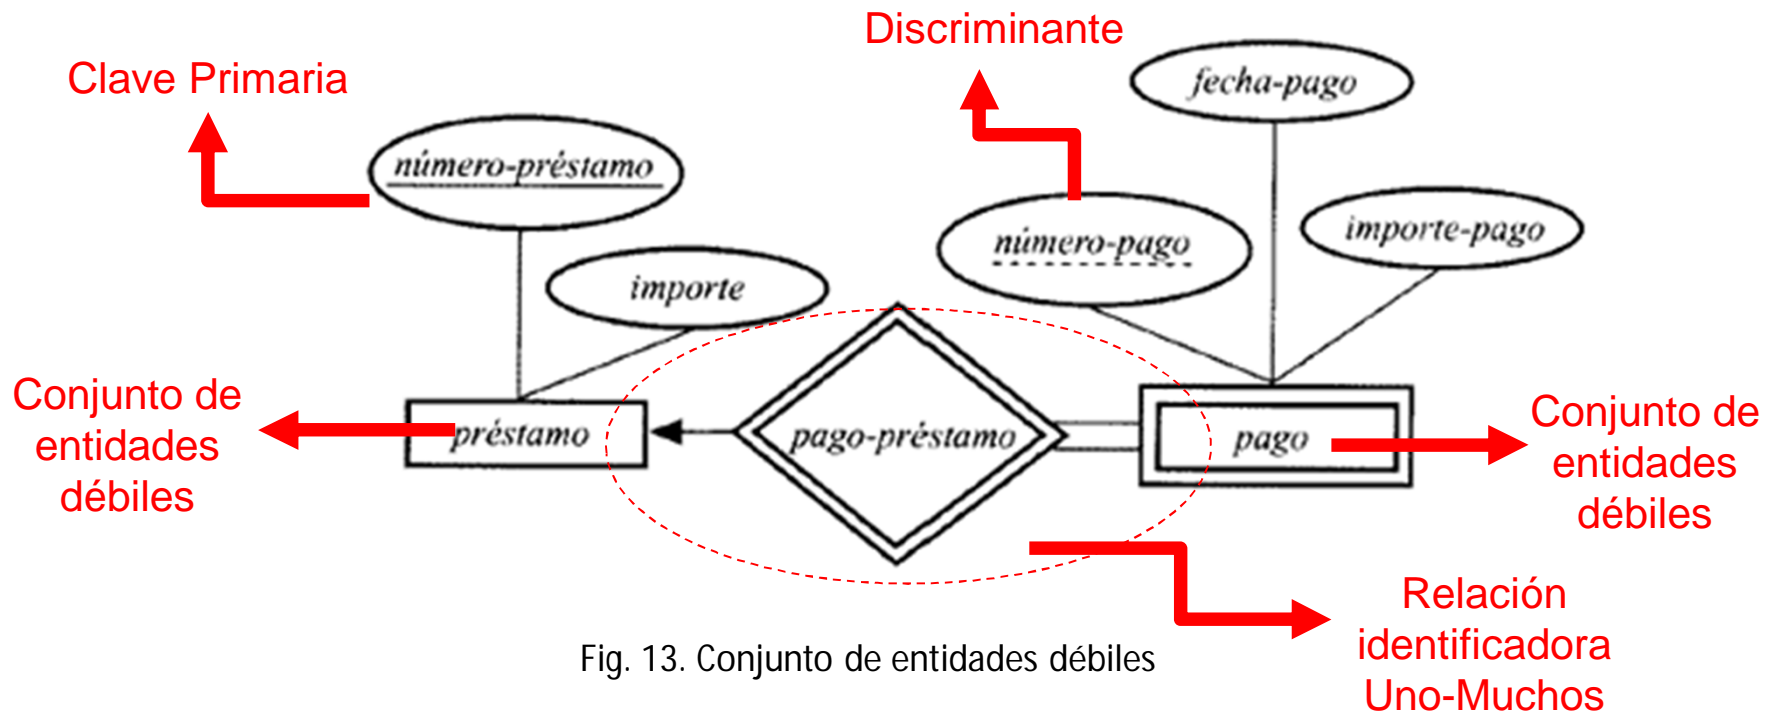 Discriminante
Clave Primaria
fecha-pago
número-préstamo
número-pago
importe-pago
importe
Conjunto de
entidades
débiles
préstamo
pago-préstamo
pago
Conjunto de
entidades
débiles
Relación
identificadora
Uno-Muchos
Fig. 13. Conjunto de entidades débiles